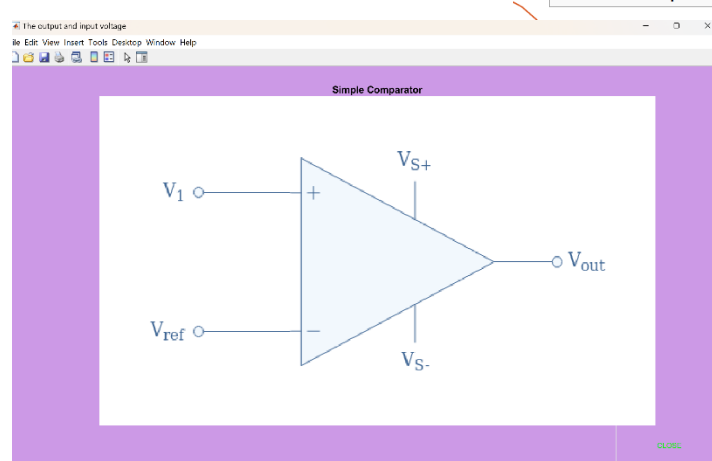 The output and input voltage
ile Edit View Insert Tools Desktop Window Help
Simple Comparator
V1
+
VS+
Vout
Vref
−
VS-
CLOSE